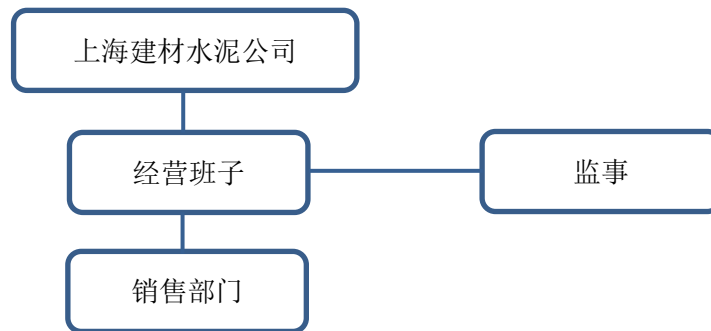 上海建材水泥公司
经营班子
监事
销售部门